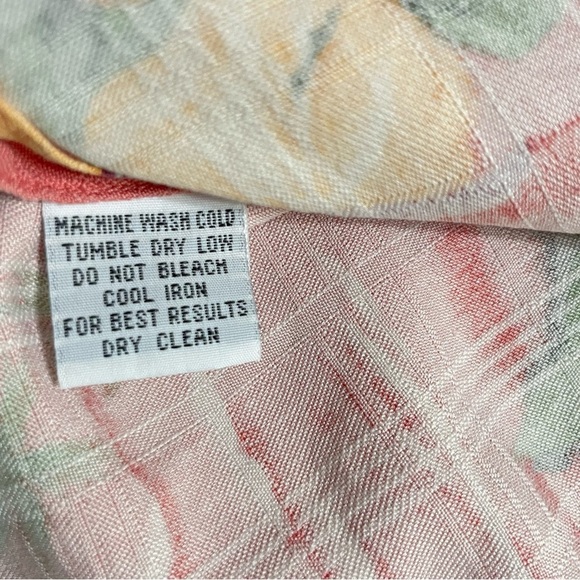 MACHINE WASH COLD
TUMBLE DRY LOW
DO NOT BLEACH
COOL IRON
FOR BEST RESULTS
DRY CLEAN